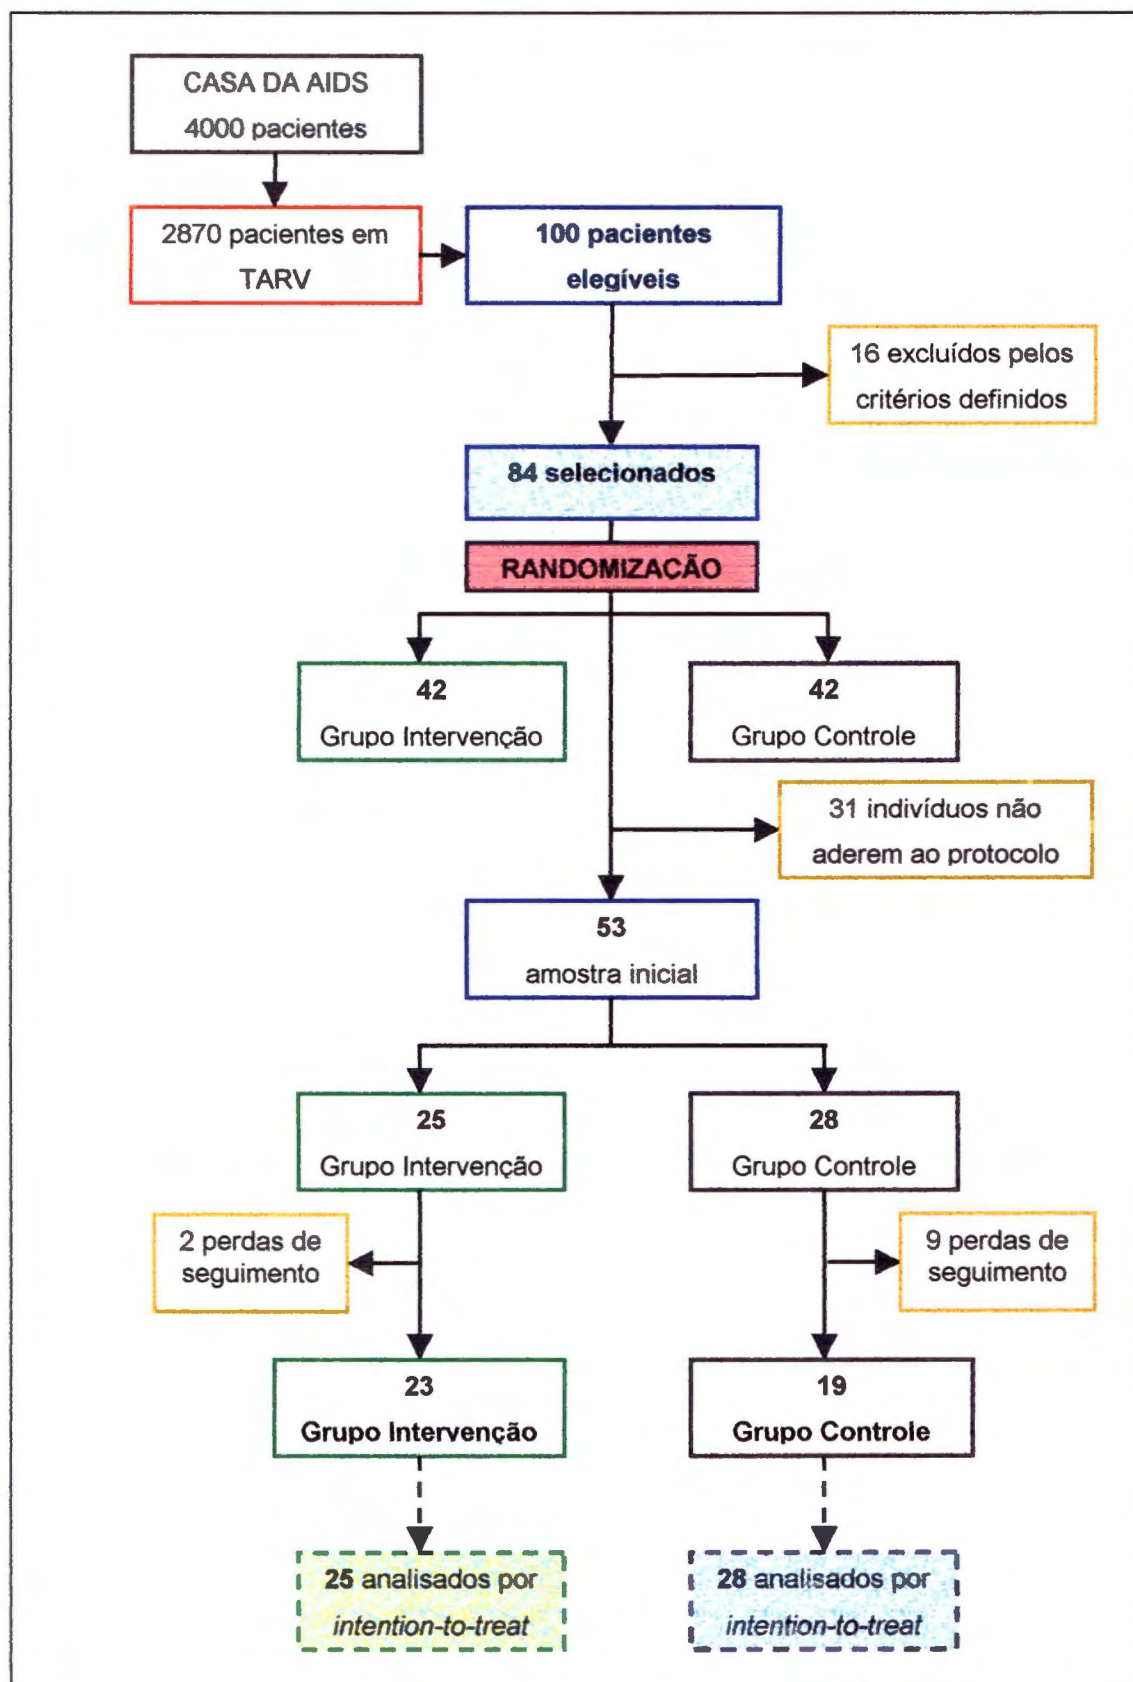 CASA DA AIDS
4000 pacientes
2870 pacientes em
TARV
100 pacientes
elegíveis
16 excluídos pelos
critérios definidos
84 selecionados
RANDOMIZAÇÃO
42
Grupo Intervenção
42
Grupo Controle
31 indivíduos não
aderem ao protocolo
53
amostra inicial
25
Grupo Intervenção
28
Grupo Controle
2 perdas de
seguimento
9 perdas de
seguimento
23
Grupo Intervenção
19
Grupo Controle
25 analisados por
intention-to-treat
28 analisados por
intention-to-treat